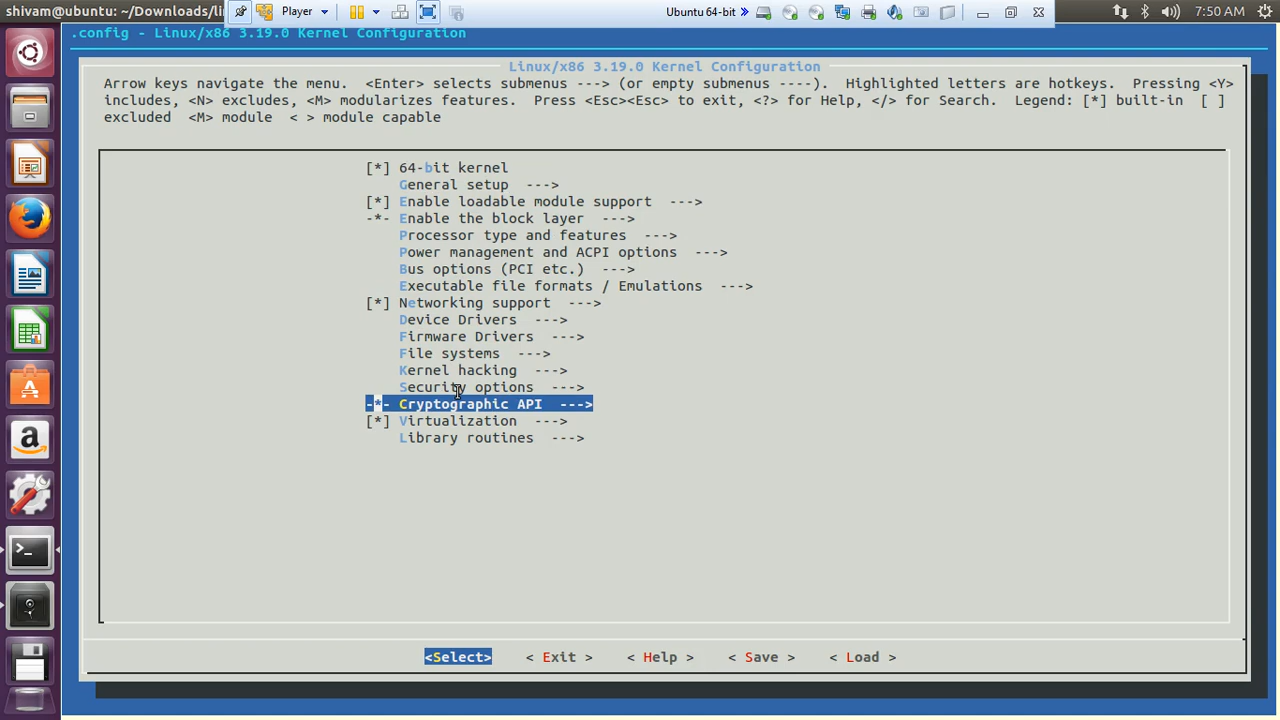 shivam@ubuntu: ~/Downloads/li
Player
Ubuntu 64-bit
7:50 AM
.config - Linux/x86 3.19.0 Kernel Configuration
Linux/x86 3.19.0 Kernel Configuration
Arrow keys navigate the menu.  <Enter> selects submenus ---> (or empty submenus ----).  Highlighted letters are hotkeys.  Pressing <Y>
includes, <N> excludes, <M> modularizes features.  Press <Esc><Esc> to exit, <?> for Help, </> for Search.  Legend: [*] built-in  [ ]
excluded  <M> module  < > module capable
[*] 64-bit kernel
General setup  --->
[*] Enable loadable module support  --->
-*- Enable the block layer  --->
Processor type and features  --->
Power management and ACPI options  --->
Bus options (PCI etc.)  --->
Executable file formats / Emulations  --->
[*] Networking support  --->
Device Drivers  --->
Firmware Drivers  --->
File systems  --->
Kernel hacking  --->
Security options  --->
-*- Cryptographic API  --->
[*] Virtualization  --->
Library routines  --->
<Select>    < Exit >    < Help >    < Save >    < Load >